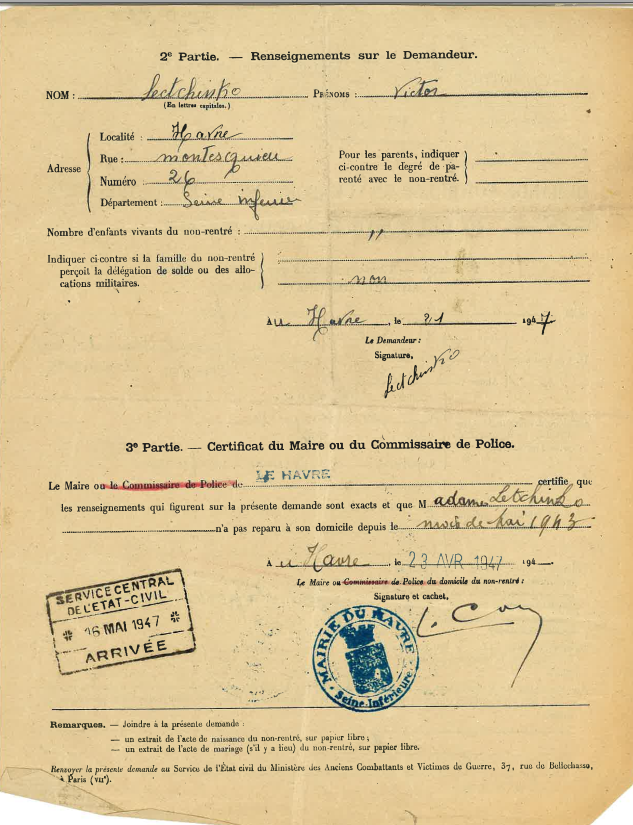 2e Partie. — Renseignements sur le Demandeur.
NOM : Lectchinsko Prénoms : Victor
(En lettres capitales.)
Adresse
Localité : Havre
Rue : montesquieu
Numéro : 26
Département : Seine inferieure
Pour les parents, indiquer ci-contre le degré de pa-
renté avec le non-rentré.
Nombre d'enfants vivants du non-rentré : "
Indiquer ci-contre si la famille du non-rentré
perçoit la délégation de solde ou des allo-
cations militaires.
non
A Havre, le 21 1947
Le Demandeur :
Signature,
Lectchinsko
3e Partie. — Certificat du Maire ou du Commissaire de Police.
Le Maire ou le Commissaire de Police de LE HAVRE certifie que
les renseignements qui figurent sur la présente demande sont exacts et que M adame Letchinko
n'a pas reparu à son domicile depuis le mois de Mai 1943
A Havre, le 23 AVR 1947 194
Le Maire ou Commissaire de Police du domicile du non-rentré :
Signature et cachet,
SERVICE CENTRAL
DE L'ETAT-CIVIL
16 MAI 1947
ARRIVÉE
MAIRIE DU HAVRE
Seine-Inférieure
Remarques. — Joindre à la présente demande :
— un extrait de l'acte de naissance du non-rentré, sur papier libre ;
— un extrait de l'acte de mariage (s'il y a lieu) du non-rentré, sur papier libre.
Renvoyer la présente demande au Service de l'État civil du Ministère des Anciens Combattants et Victimes de Guerre, 37, rue de Bellechasse,
à Paris (VIIe).